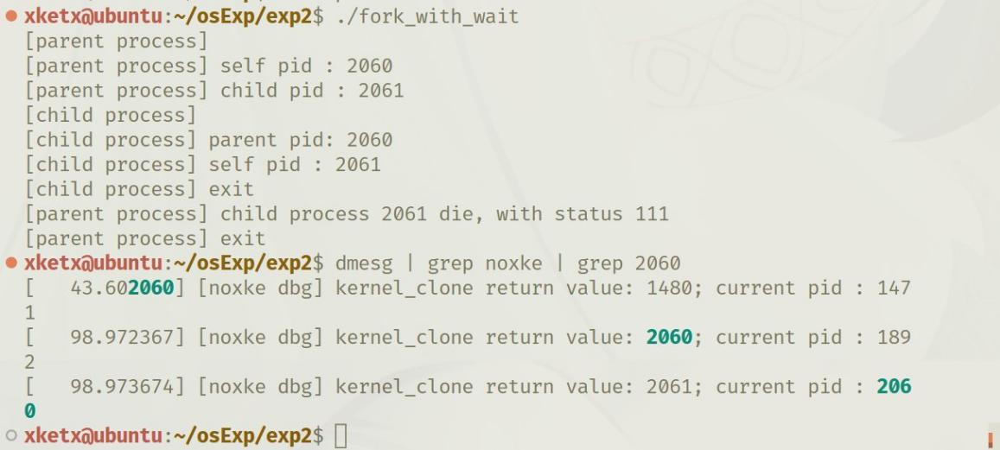 xketx@ubuntu:~/osExp/exp2$ ./fork_with_wait
[parent process]
[parent process] self pid : 2060
[parent process] child pid : 2061
[child process]
[child process] parent pid: 2060
[child process] self pid : 2061
[child process] exit
[parent process] child process 2061 die, with status 111
[parent process] exit
xketx@ubuntu:~/osExp/exp2$ dmesg | grep noxke | grep 2060
[   43.602060] [noxke dbg] kernel_clone return value: 1480; current pid : 147
1
[   98.972367] [noxke dbg] kernel_clone return value: 2060; current pid : 189
2
[   98.973674] [noxke dbg] kernel_clone return value: 2061; current pid : 206
0
xketx@ubuntu:~/osExp/exp2$